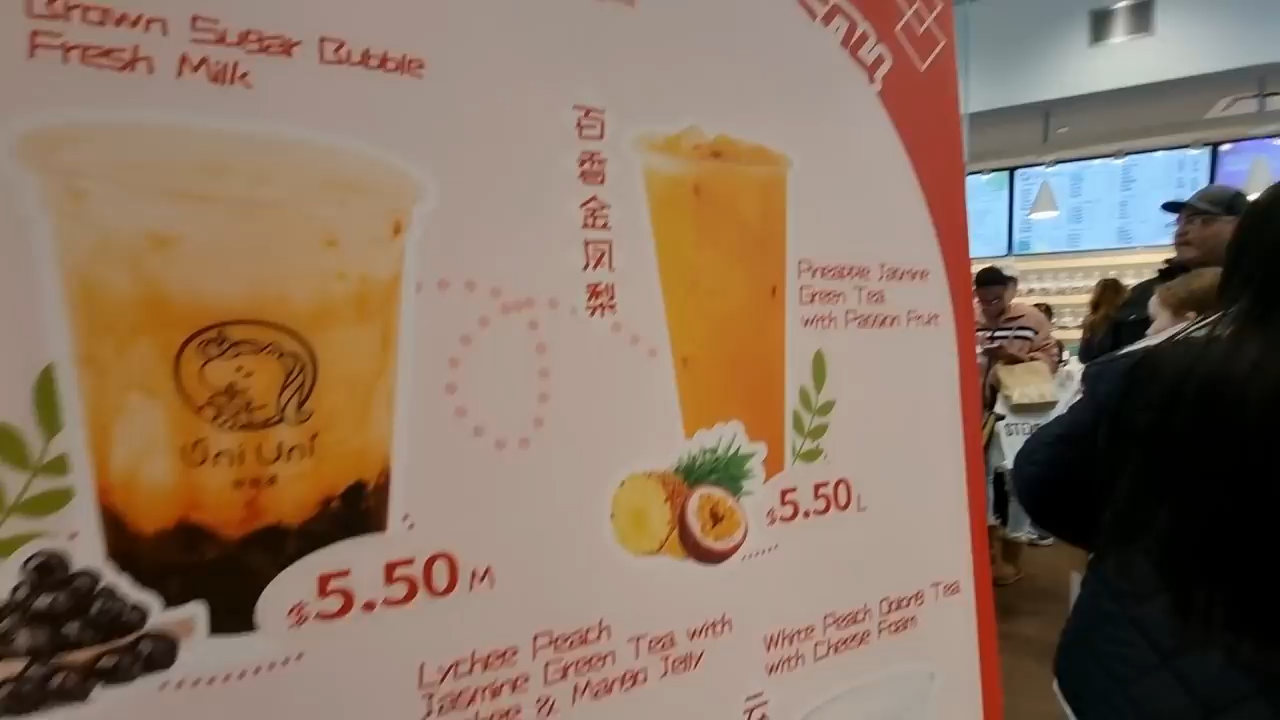 Brown Sugar Bubble
Fresh Milk
Uni Uni
$5.50 M
百香金凤梨
Pineapple Jasmine
Green Tea
with Passion Fruit
$5.50 L
Lychee Peach
Jasmine Green Tea with
& Mango Jelly
White Peach Oolong Tea
with Cheese Foam